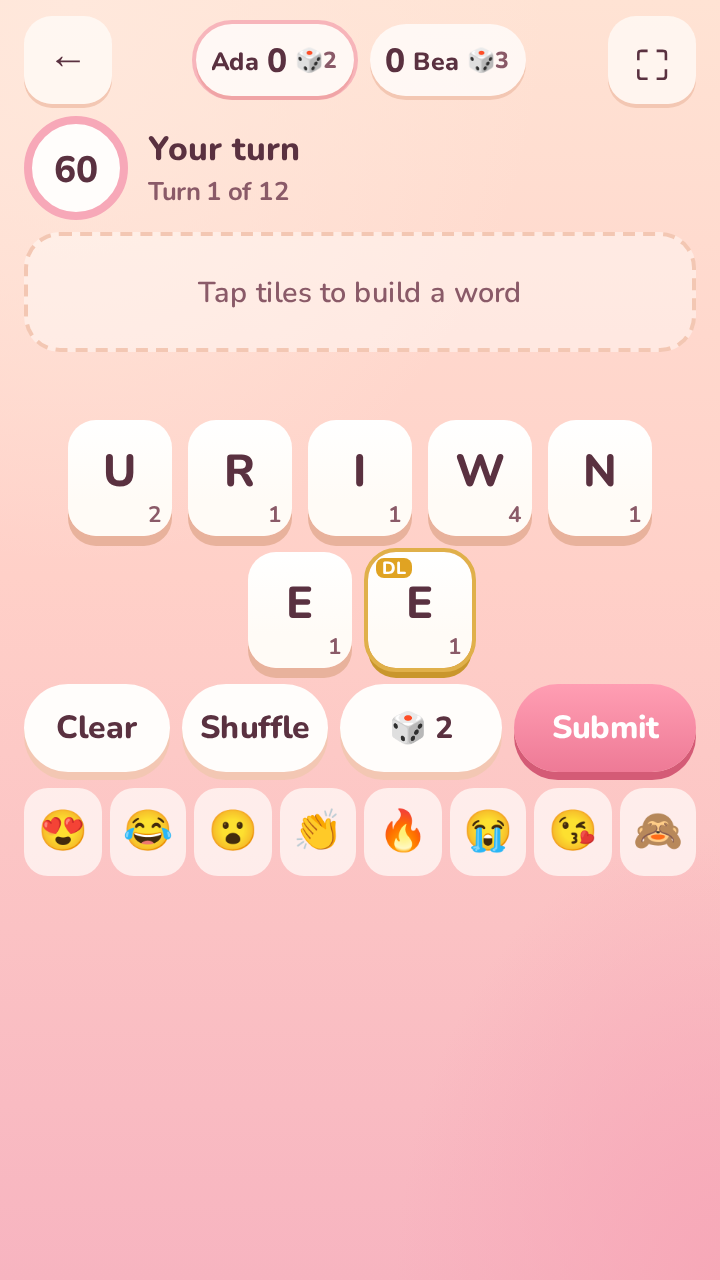 ← Ada 0 🎲2 0 Bea 🎲3
60
Your turn
Turn 1 of 12
Tap tiles to build a word
U 2 R 1 I 1 W 4 N 1
E 1 DL E 1
Clear Shuffle 🎲 2 Submit